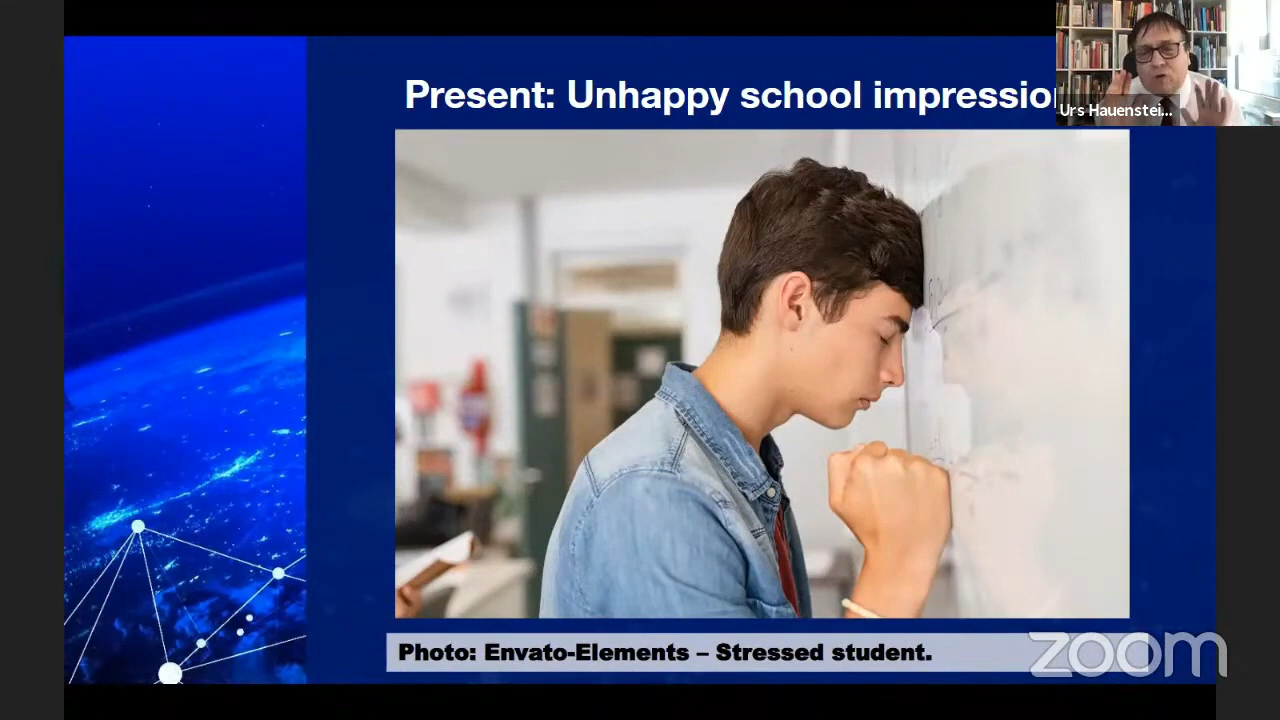 Present: Unhappy school impressio
Urs Hauenstei...
Photo: Envato-Elements – Stressed student.
zoom